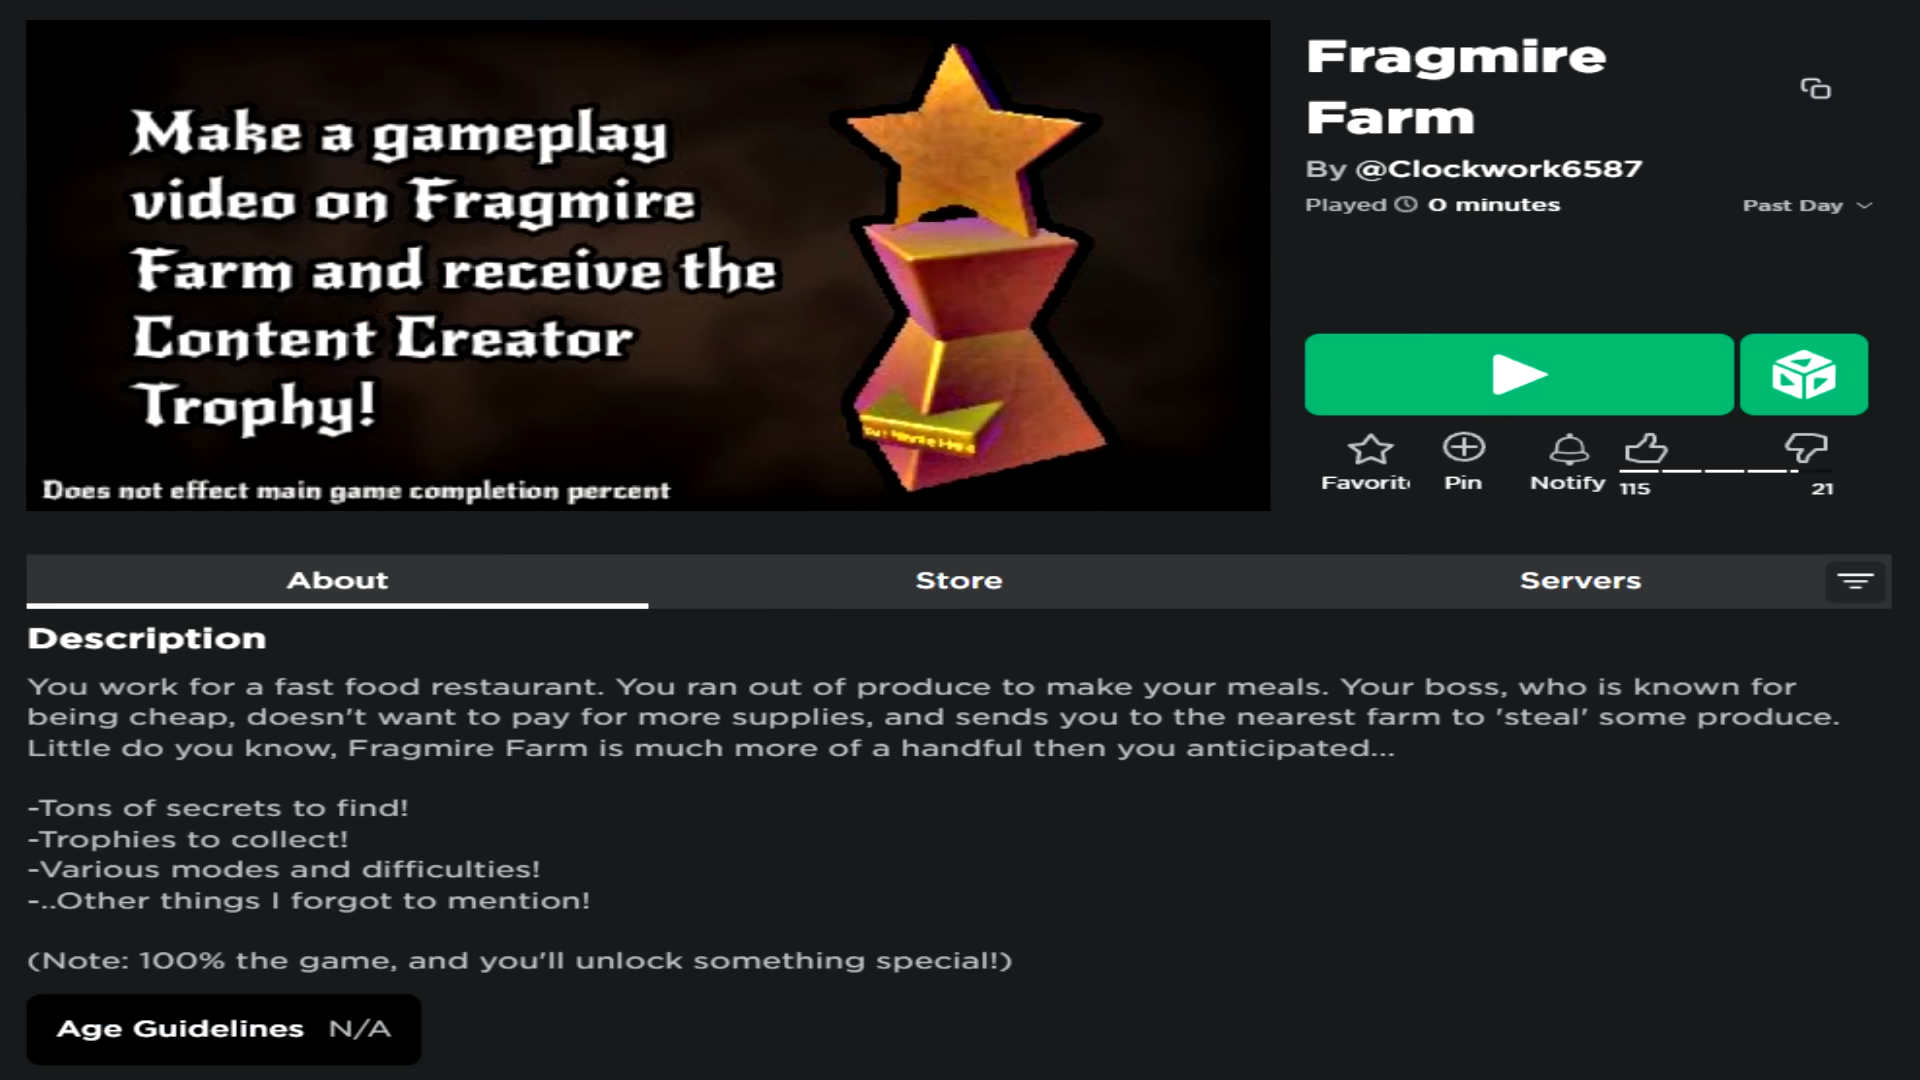 Make a gameplay
video on Fragmire
Farm and receive the
Content Creator
Trophy!
Does not effect main game completion percent
Fragmire
Farm
By @Clockwork6587
Played 0 minutes
Past Day
Favorit
Pin
Notify
115
21
About
Store
Servers
Description
You work for a fast food restaurant. You ran out of produce to make your meals. Your boss, who is known for
being cheap, doesn't want to pay for more supplies, and sends you to the nearest farm to 'steal' some produce.
Little do you know, Fragmire Farm is much more of a handful then you anticipated...
-Tons of secrets to find!
-Trophies to collect!
-Various modes and difficulties!
-..Other things I forgot to mention!
(Note: 100% the game, and you'll unlock something special!)
Age Guidelines N/A